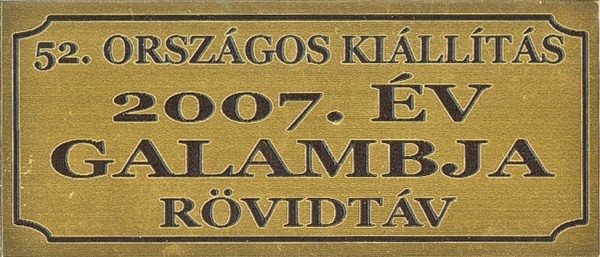 52. ORSZÁGOS KIÁLLÍTÁS
2007. ÉV
GALAMBJA
RÖVIDTÁV